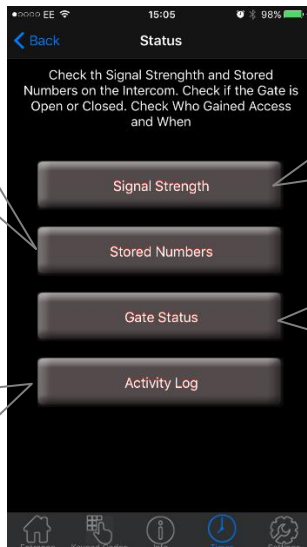 EE 15:05 98%
Back Status
Check th Signal Strenghth and Stored
Numbers on the Intercom. Check if the Gate is
Open or Closed. Check Who Gained Access
and When
Signal Strength
Stored Numbers
Gate Status
Activity Log